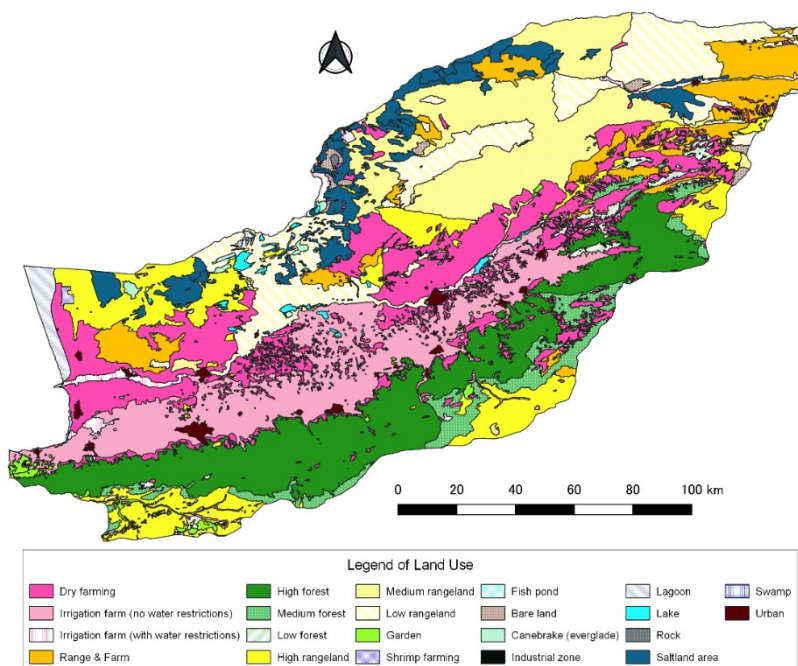 0 20 40 60 80 100 km
Legend of Land Use
Dry farming High forest Medium rangeland Fish pond Lagoon Swamp
Irrigation farm (no water restrictions) Medium forest Low rangeland Bare land Lake Urban
Irrigation farm (with water restrictions) Low forest Garden Canebrake (everglade) Rock
Range & Farm High rangeland Shrimp farming Industrial zone Saltland area